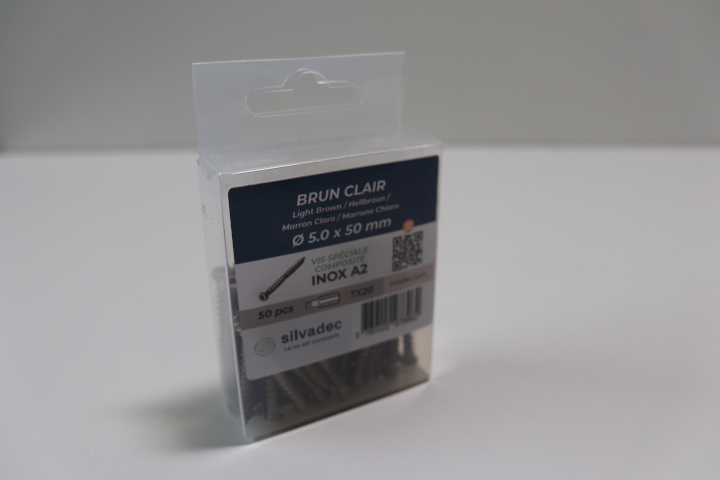 BRUN CLAIR
Light Brown / Hellbraun /
Marrón Claro / Marrone Chiaro
Ø 5.0 x 50 mm
VIS SPÉCIALE
COMPOSITE
INOX A2
50 pcs TX20
silvadec